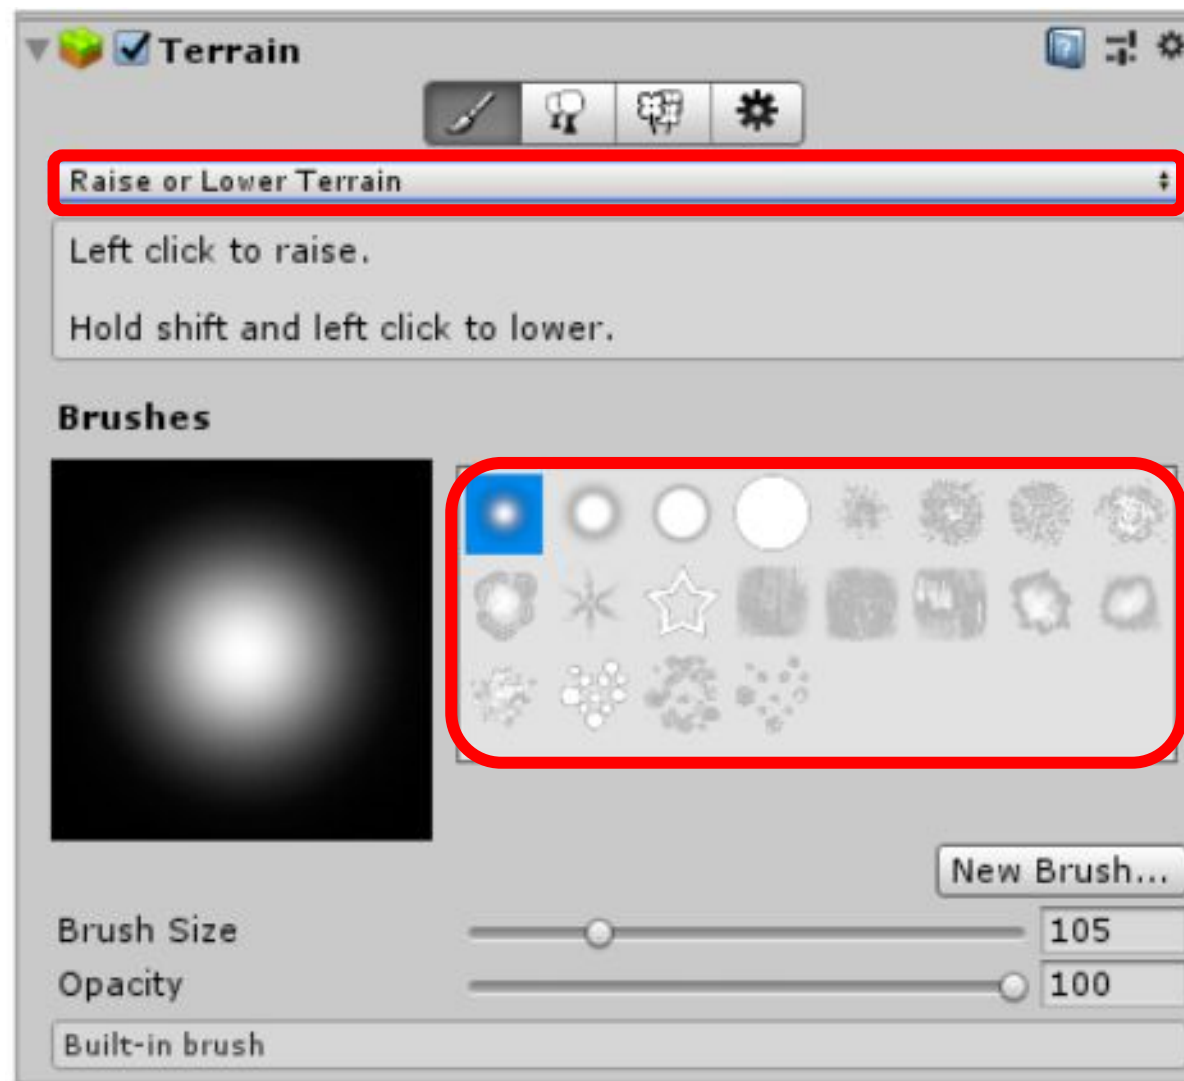 Terrain
Raise or Lower Terrain
Left click to raise.
Hold shift and left click to lower.
Brushes
New Brush...
Brush Size 105
Opacity 100
Built-in brush